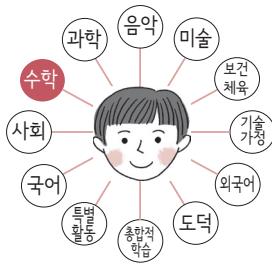 음악
미술
보건
체육
기술
가정
외국어
도덕
종합적
학습
특별
활동
국어
사회
수학
과학